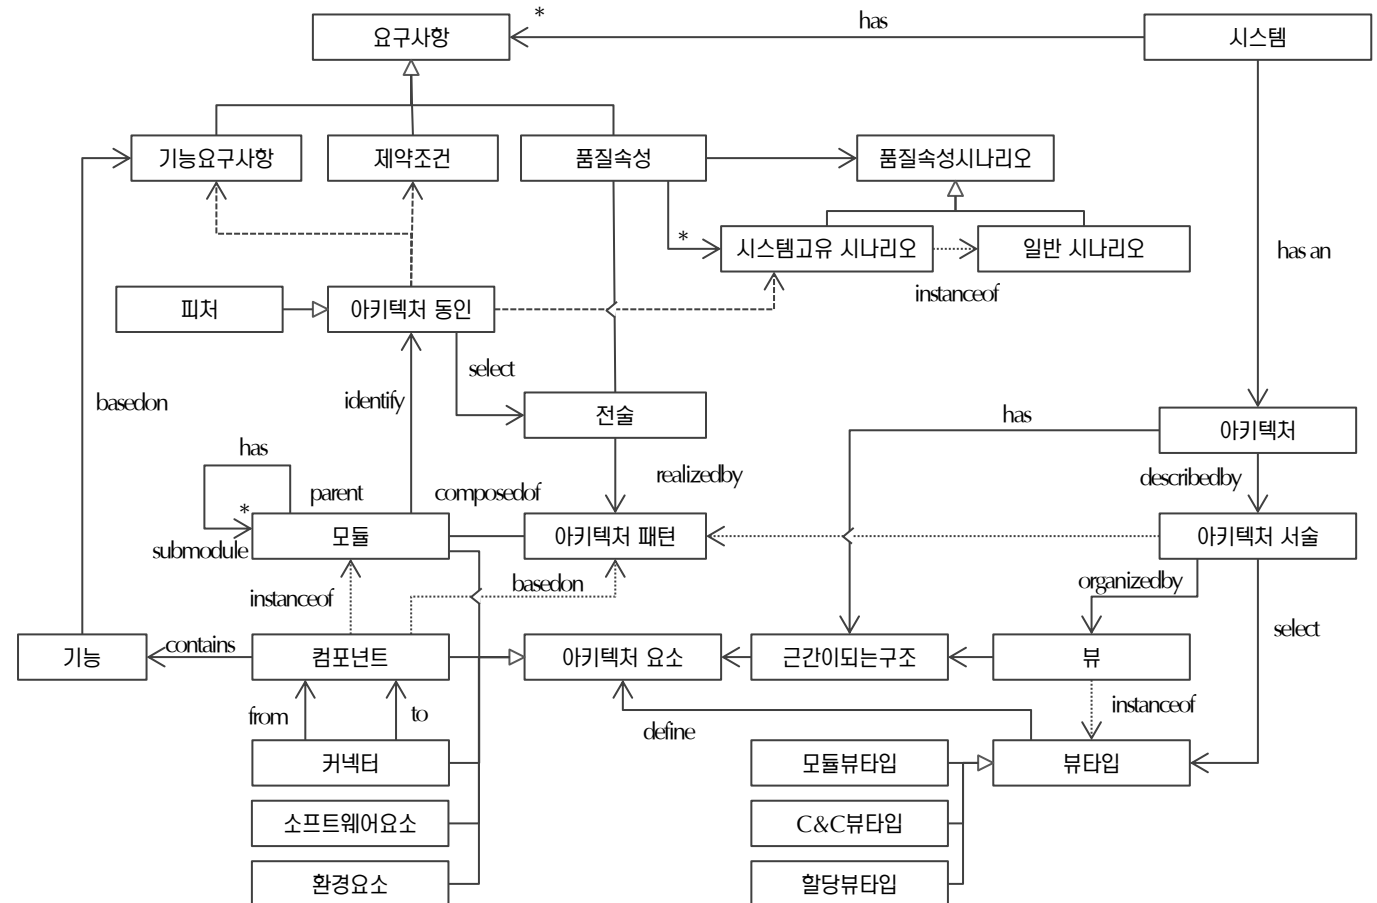 *
has
요구사항
시스템
기능요구사항
제약조건
품질속성
품질속성시나리오
*
시스템고유 시나리오
일반 시나리오
has an
instanceof
피처
아키텍처 동인
select
basedon
identify
전술
has
아키텍처
has
realizedby
describedby
parent
composedof
*
모듈
아키텍처 패턴
아키텍처 서술
submodule
instanceof
basedon
organizedby
select
contains
기능
컴포넌트
아키텍처 요소
근간이되는구조
뷰
from
to
define
instanceof
커넥터
모듈뷰타입
뷰타입
소프트웨어요소
C&C뷰타입
환경요소
할당뷰타입